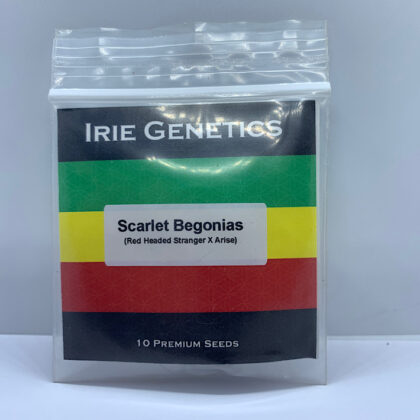 IRIE GENETICS
Scarlet Begonias
(Red Headed Stranger X Arise)
10 PREMIUM SEEDS